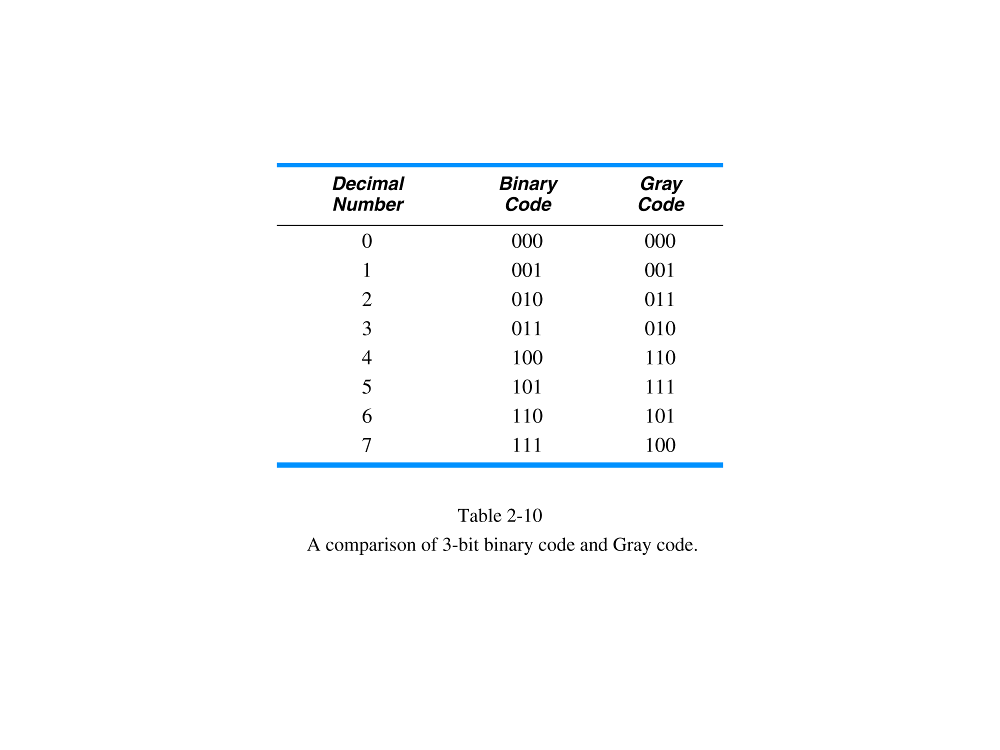 Decimal Number Binary Code Gray Code
0 000 000
1 001 001
2 010 011
3 011 010
4 100 110
5 101 111
6 110 101
7 111 100
Table 2-10
A comparison of 3-bit binary code and Gray code.